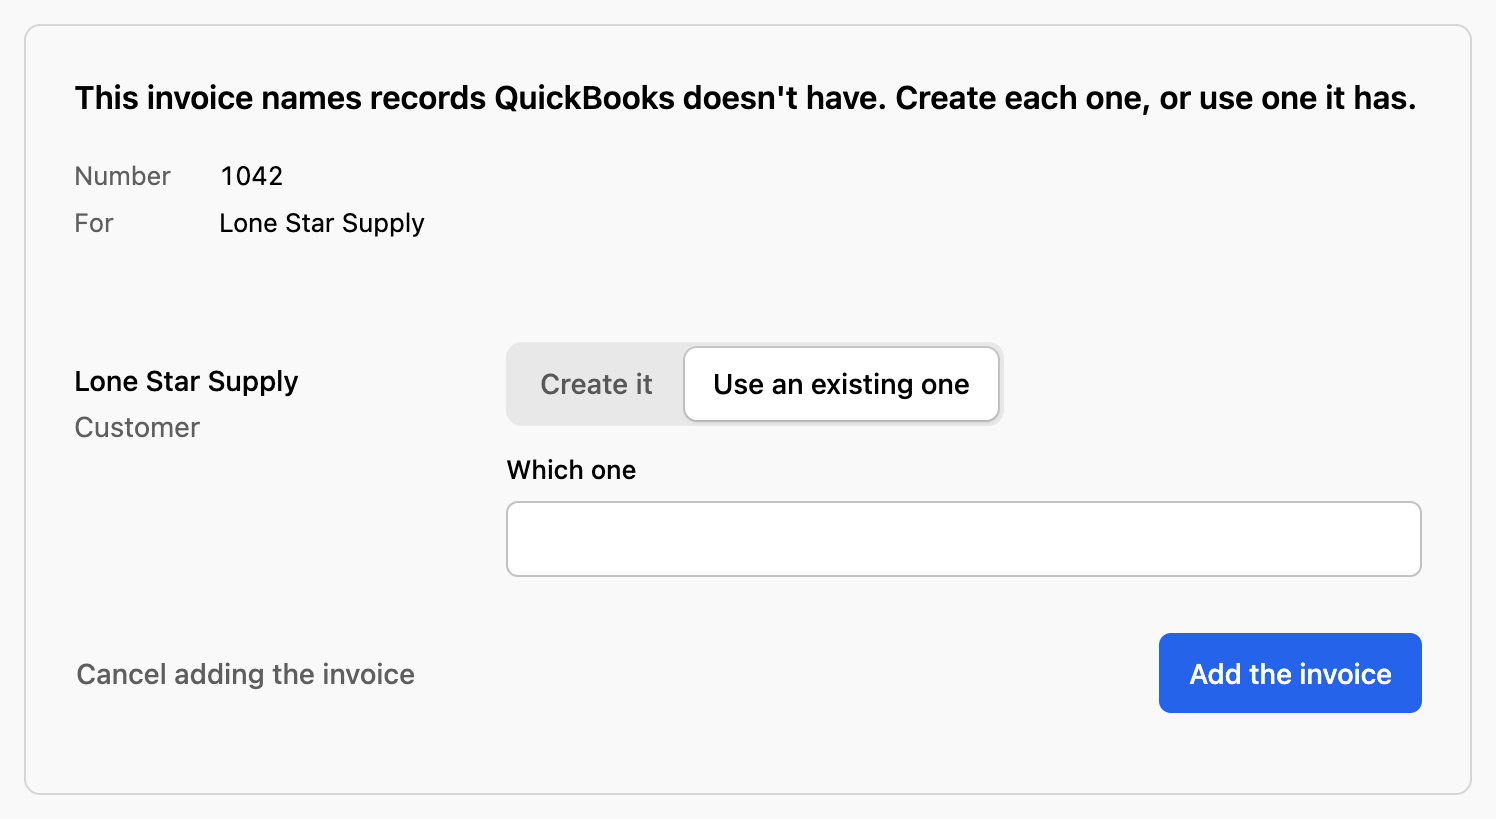 This invoice names records QuickBooks doesn't have. Create each one, or use one it has.
Number 1042
For Lone Star Supply
Lone Star Supply
Customer
Create it
Use an existing one
Which one
Cancel adding the invoice
Add the invoice